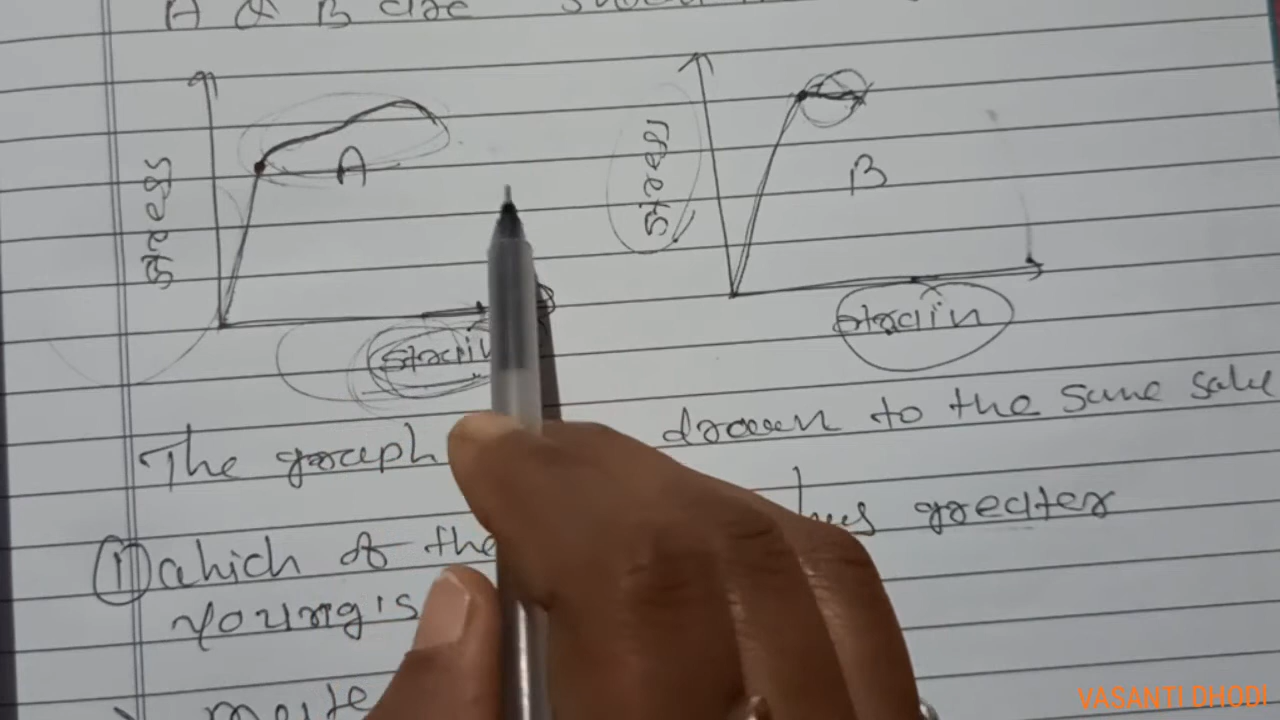 A & B are
stress
A
strain
stress
B
strain
The graph drawn to the same
① which of the has greater
Young's
mate
VASANTI DHODI